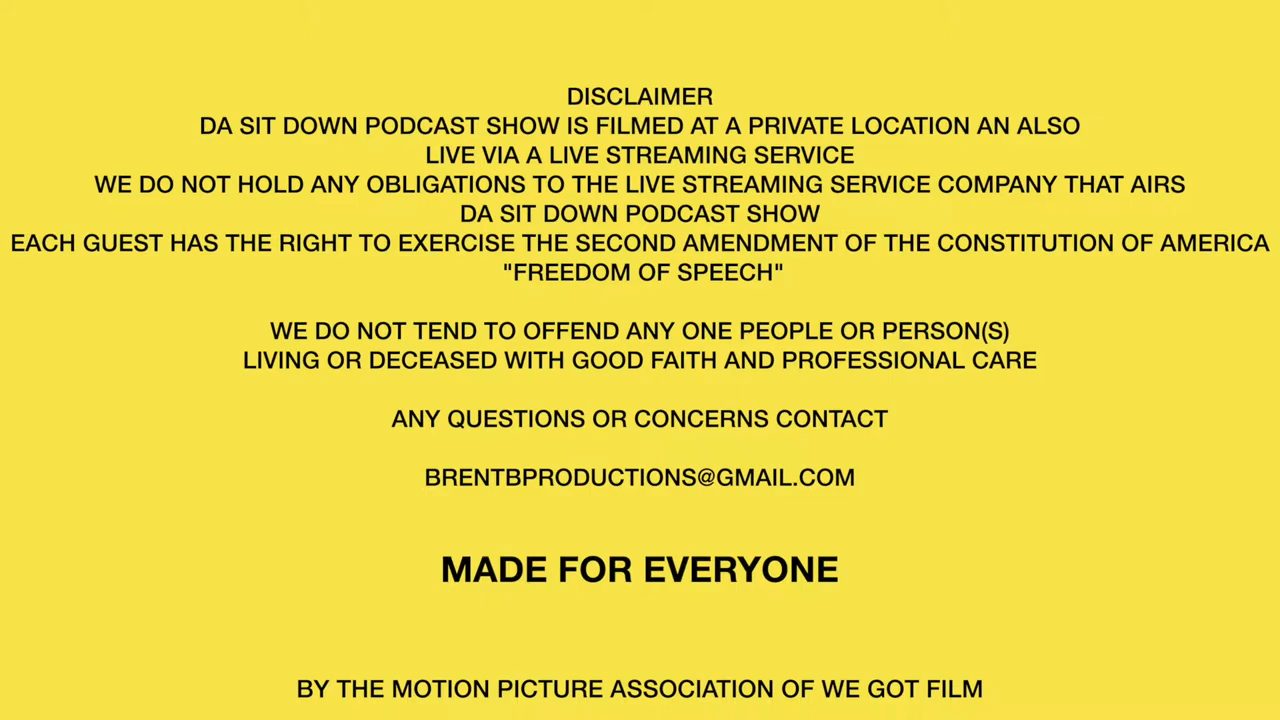 DISCLAIMER
DA SIT DOWN PODCAST SHOW IS FILMED AT A PRIVATE LOCATION AN ALSO
LIVE VIA A LIVE STREAMING SERVICE
WE DO NOT HOLD ANY OBLIGATIONS TO THE LIVE STREAMING SERVICE COMPANY THAT AIRS
DA SIT DOWN PODCAST SHOW
EACH GUEST HAS THE RIGHT TO EXERCISE THE SECOND AMENDMENT OF THE CONSTITUTION OF AMERICA
"FREEDOM OF SPEECH"
WE DO NOT TEND TO OFFEND ANY ONE PEOPLE OR PERSON(S)
LIVING OR DECEASED WITH GOOD FAITH AND PROFESSIONAL CARE
ANY QUESTIONS OR CONCERNS CONTACT
BRENTBPRODUCTIONS@GMAIL.COM
MADE FOR EVERYONE
BY THE MOTION PICTURE ASSOCIATION OF WE GOT FILM